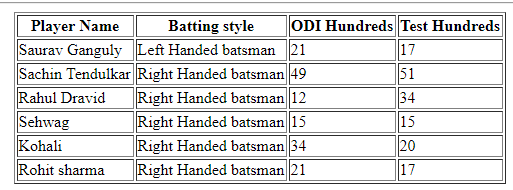 Player Name Batting style ODI Hundreds Test Hundreds
Saurav Ganguly Left Handed batsman 21 17
Sachin Tendulkar Right Handed batsman 49 51
Rahul Dravid Right Handed batsman 12 34
Sehwag Right Handed batsman 15 15
Kohali Right Handed batsman 34 20
Rohit sharma Right Handed batsman 21 17